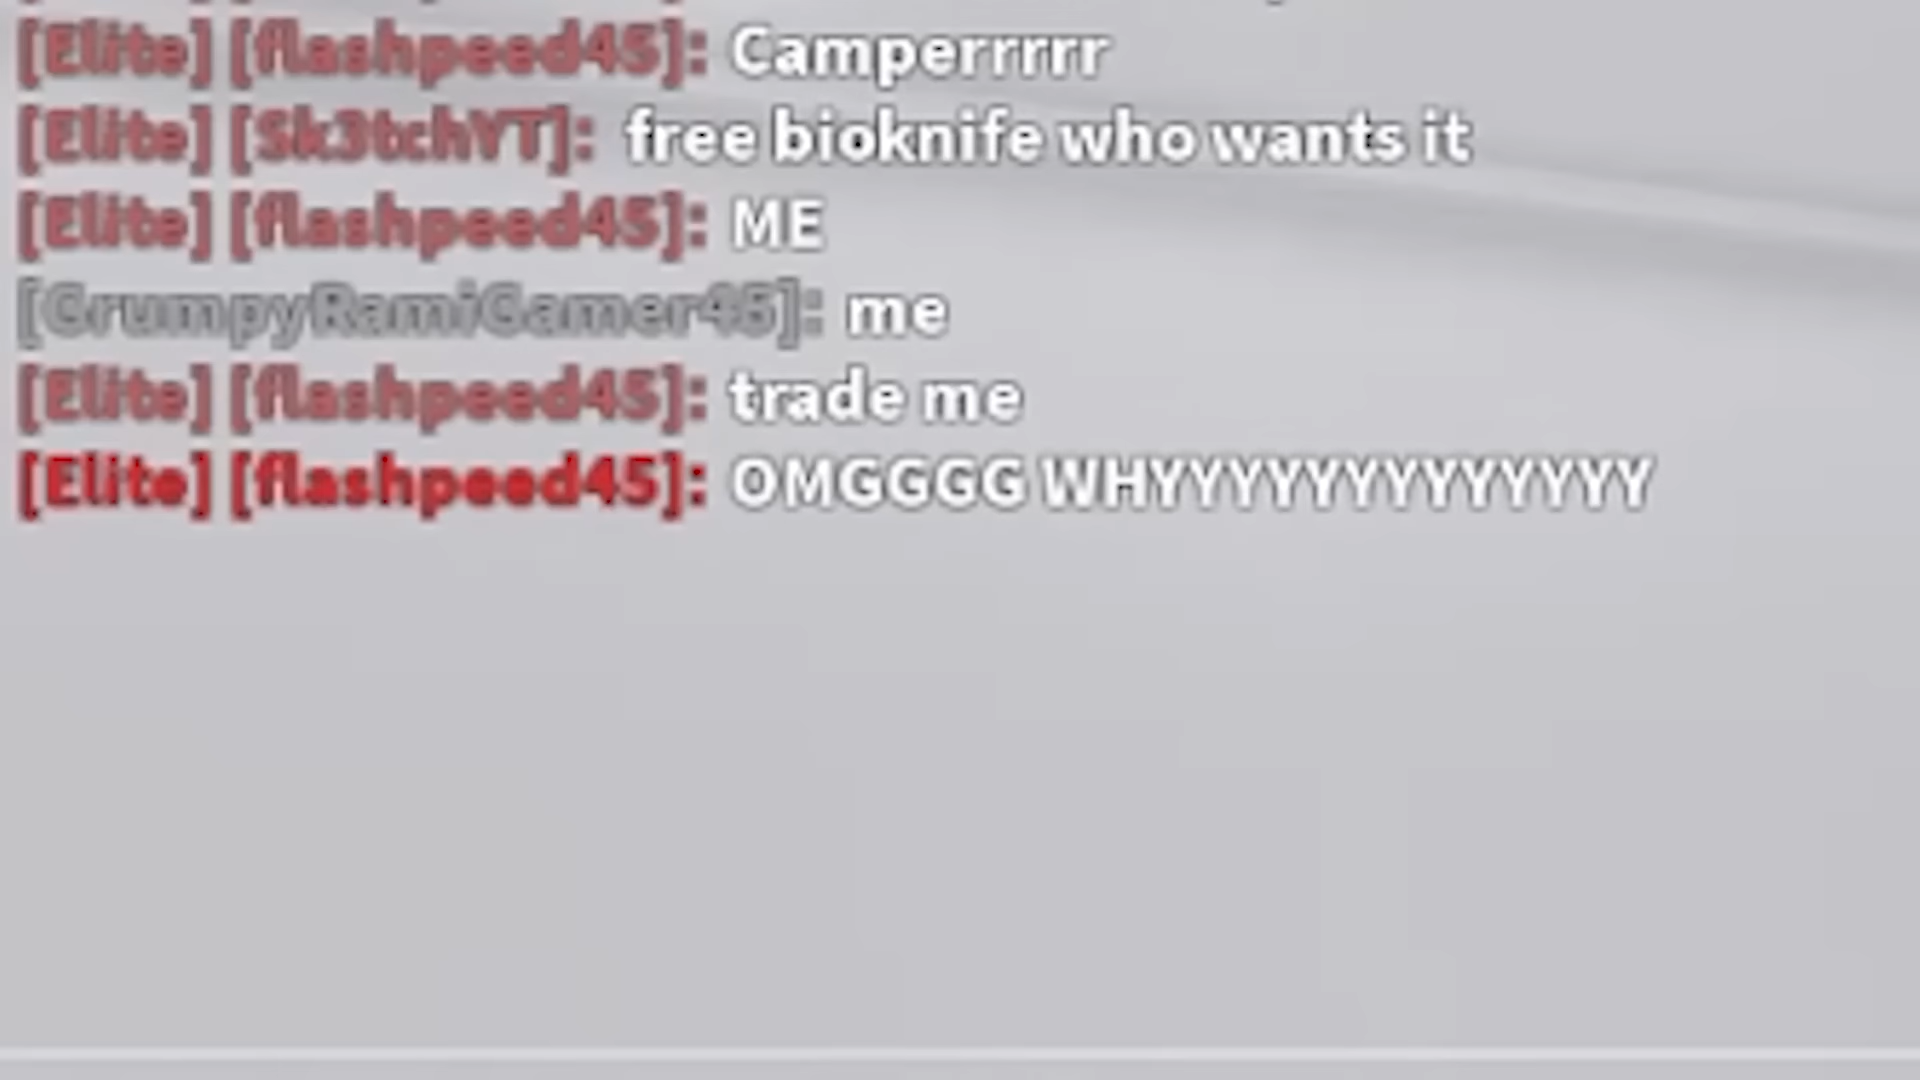 [Elite] [flashpeed45]: Camperrrrr
[Elite] [Sk3tchYT]: free bioknife who wants it
[Elite] [flashpeed45]: ME
[GrumpyRamiGamer45]: me
[Elite] [flashpeed45]: trade me
[Elite] [flashpeed45]: OMGGGG WHYYYYYYYYYYYYYY